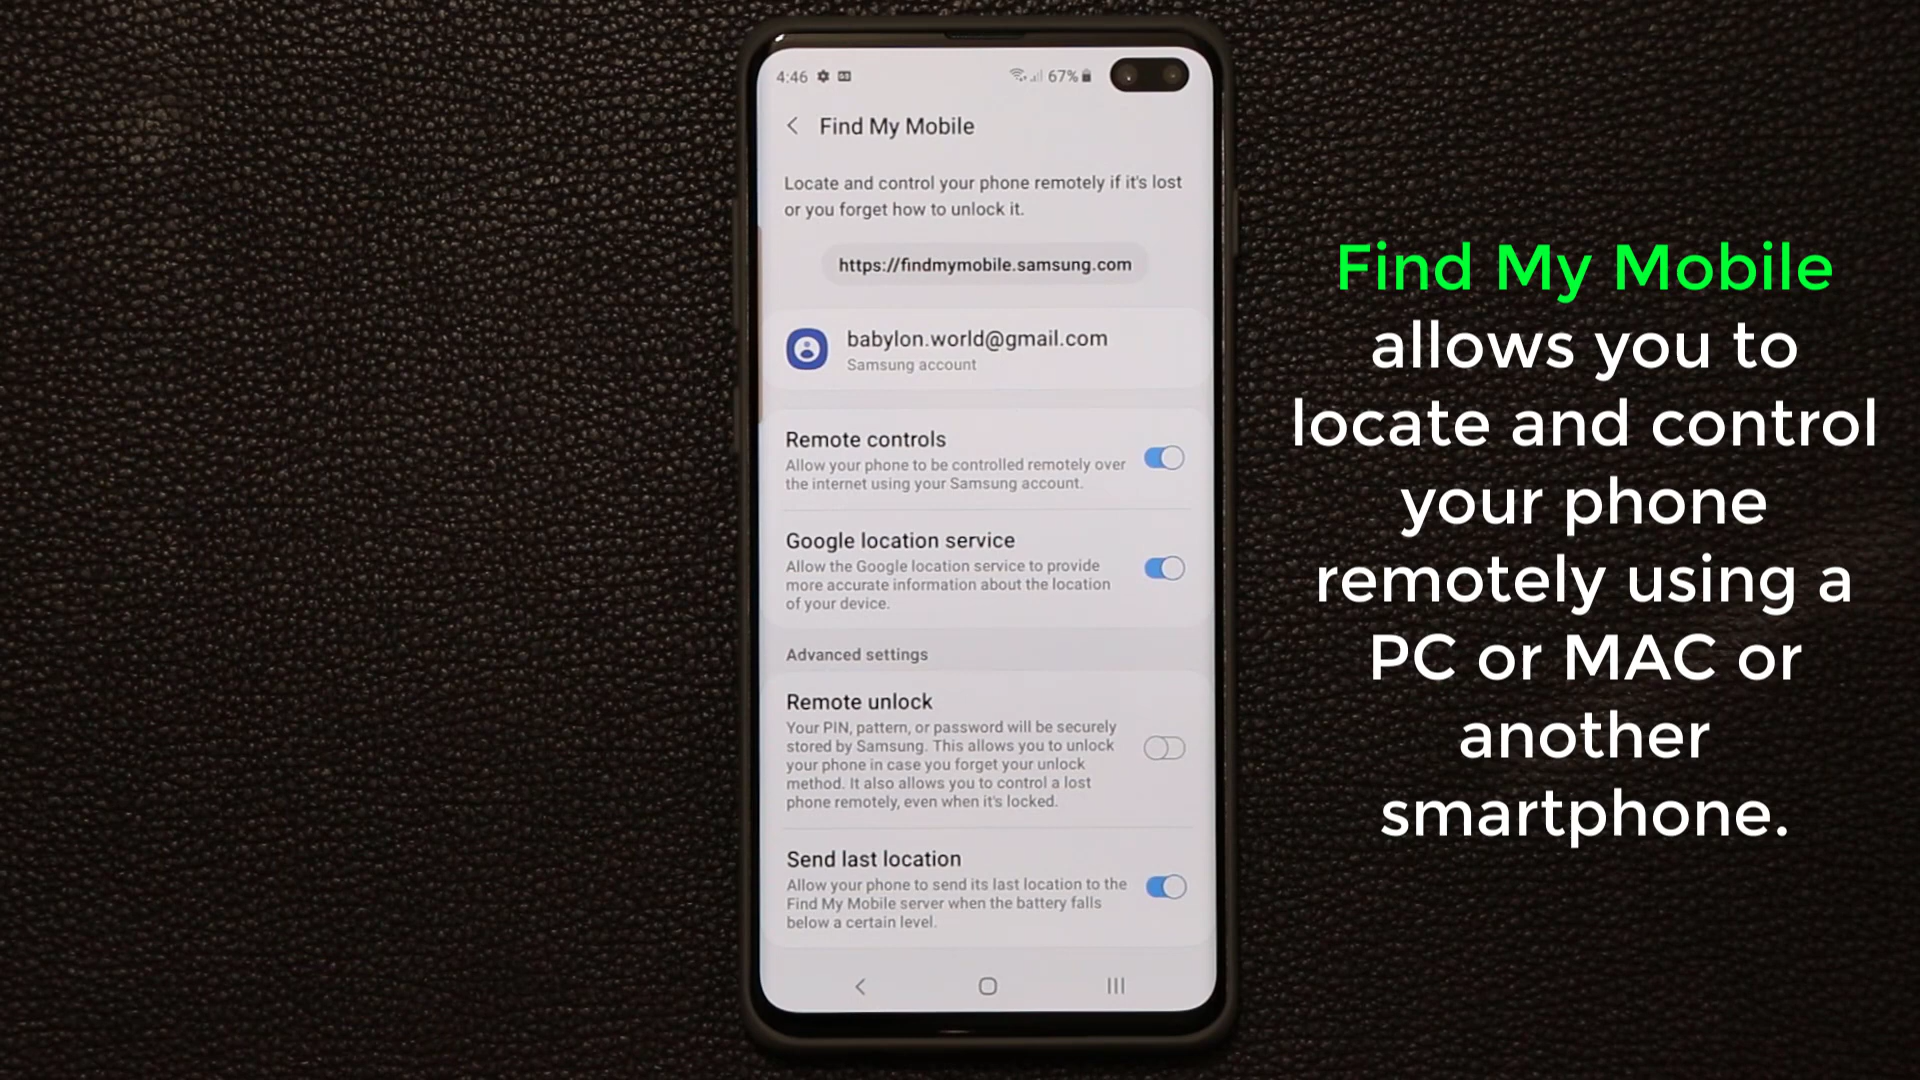 4:46
67%
Find My Mobile
Locate and control your phone remotely if it's lost
or you forget how to unlock it.
https://findmymobile.samsung.com
babylon.world@gmail.com
Samsung account
Remote controls
Allow your phone to be controlled remotely over
the internet using your Samsung account.
Google location service
Allow the Google location service to provide
more accurate information about the location
of your device.
Advanced settings
Remote unlock
Your PIN, pattern, or password will be securely
stored by Samsung. This allows you to unlock
your phone in case you forget your unlock
method. It also allows you to control a lost
phone remotely, even when it's locked.
Send last location
Allow your phone to send its last location to the
Find My Mobile server when the battery falls
below a certain level.
Find My Mobile
allows you to
locate and control
your phone
remotely using a
PC or MAC or
another
smartphone.